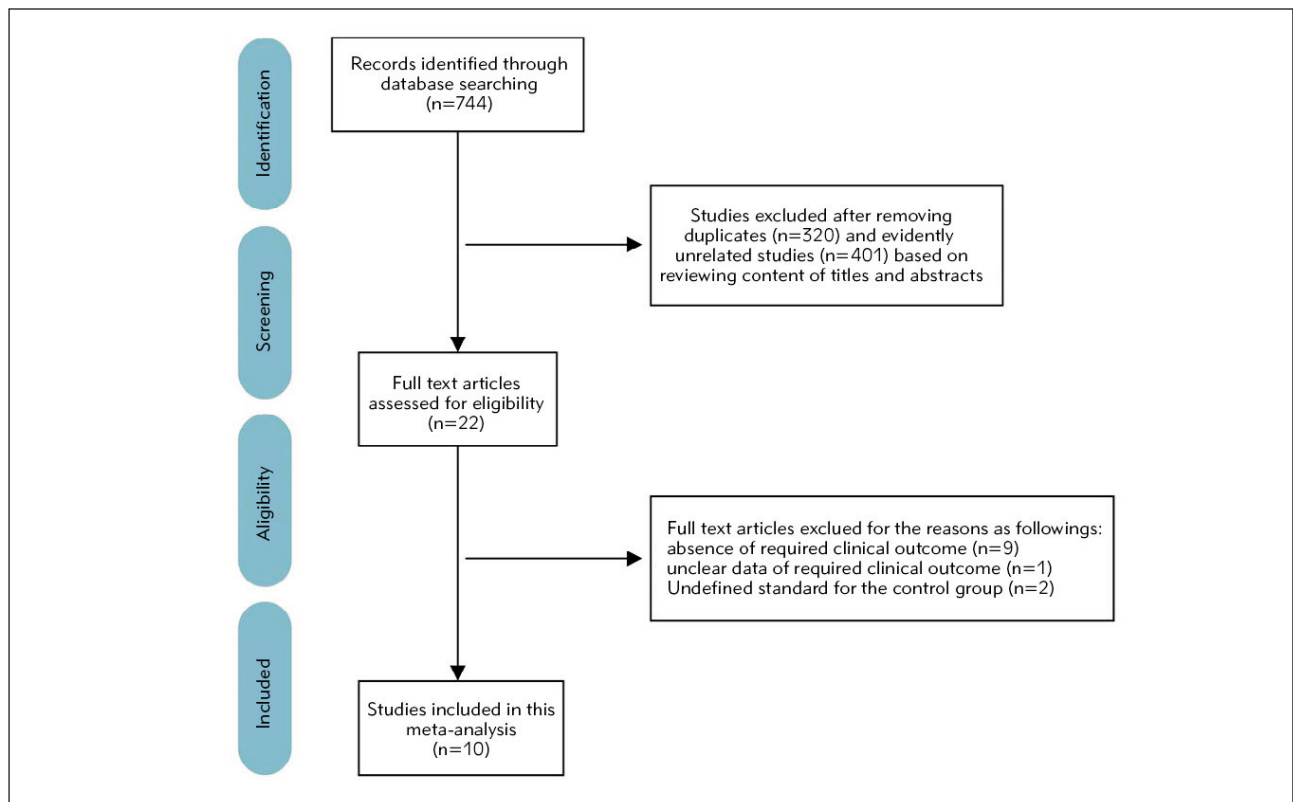 Identification
Records identified through
database searching
(n=744)
Studies excluded after removing
duplicates (n=320) and evidently
unrelated studies (n=401) based on
reviewing content of titles and abstracts
Screening
Full text articles
assessed for eligibility
(n=22)
Aligibility
Full text articles exclued for the reasons as followings:
absence of required clinical outcome (n=9)
unclear data of required clinical outcome (n=1)
Undefined standard for the control group (n=2)
Included
Studies included in this
meta-analysis
(n=10)